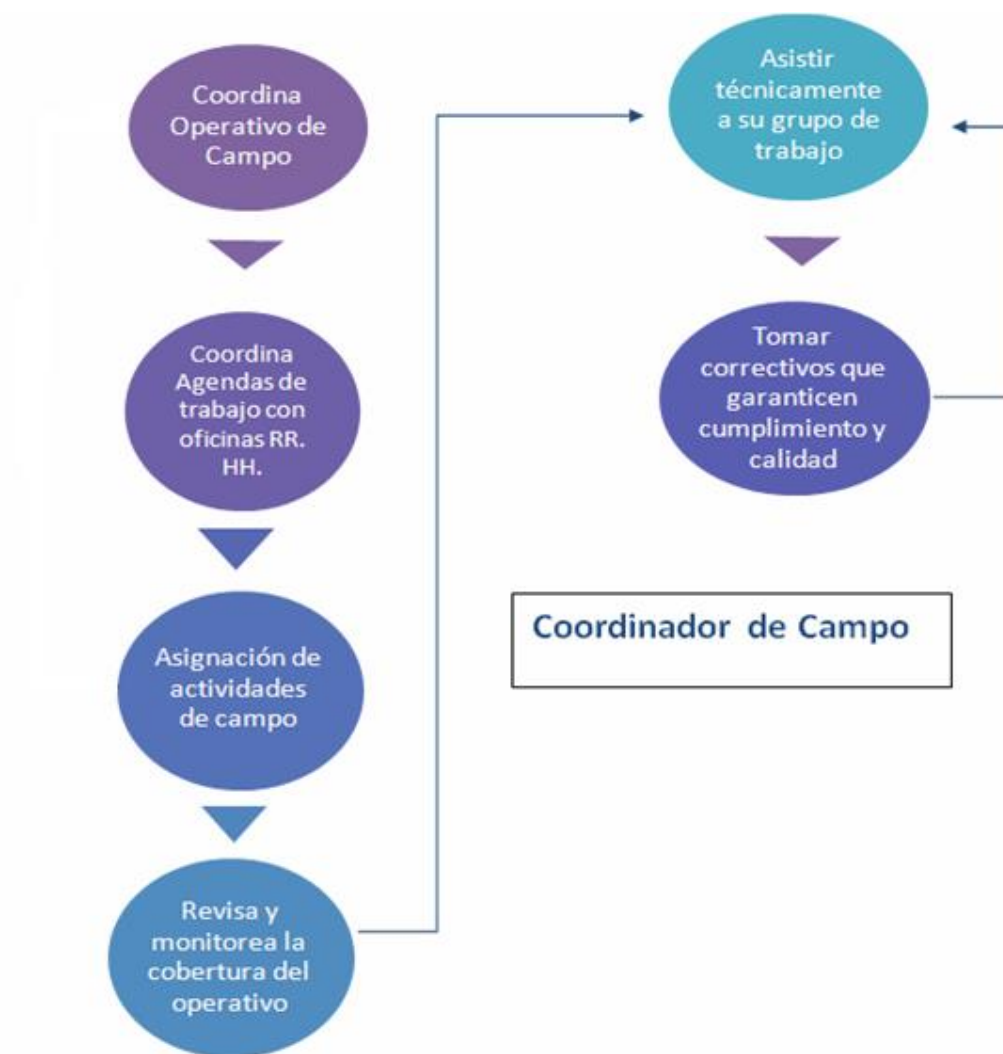 Coordina
Operativo de
Campo
Coordina
Agendas de
trabajo con
oficinas RR.
HH.
Asignación de
actividades
de campo
Revisa y
monitorea la
cobertura del
operativo
Asistir
técnicamente
a su grupo de
trabajo
Tomar
correctivos que
garanticen
cumplimiento y
calidad
Coordinador de Campo